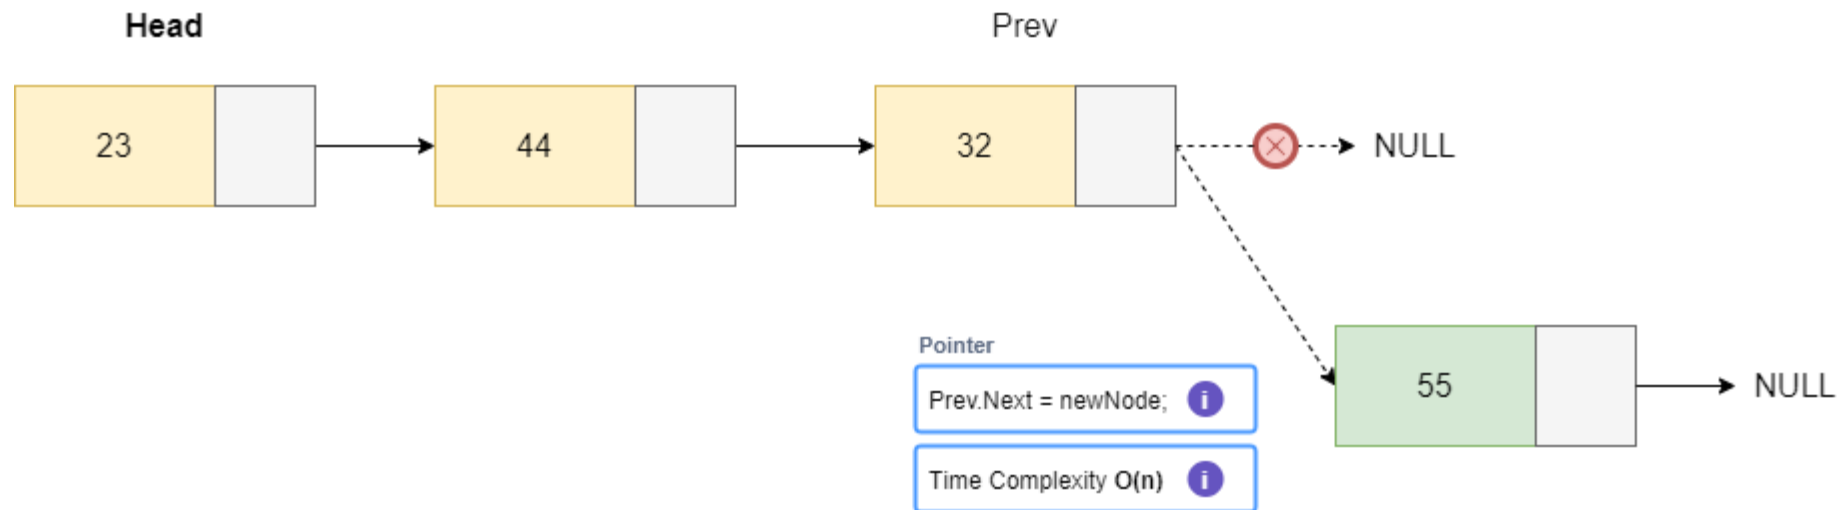 Head
Prev
23
44
32
NULL
Pointer
Prev.Next = newNode; i
55
NULL
Time Complexity O(n) i